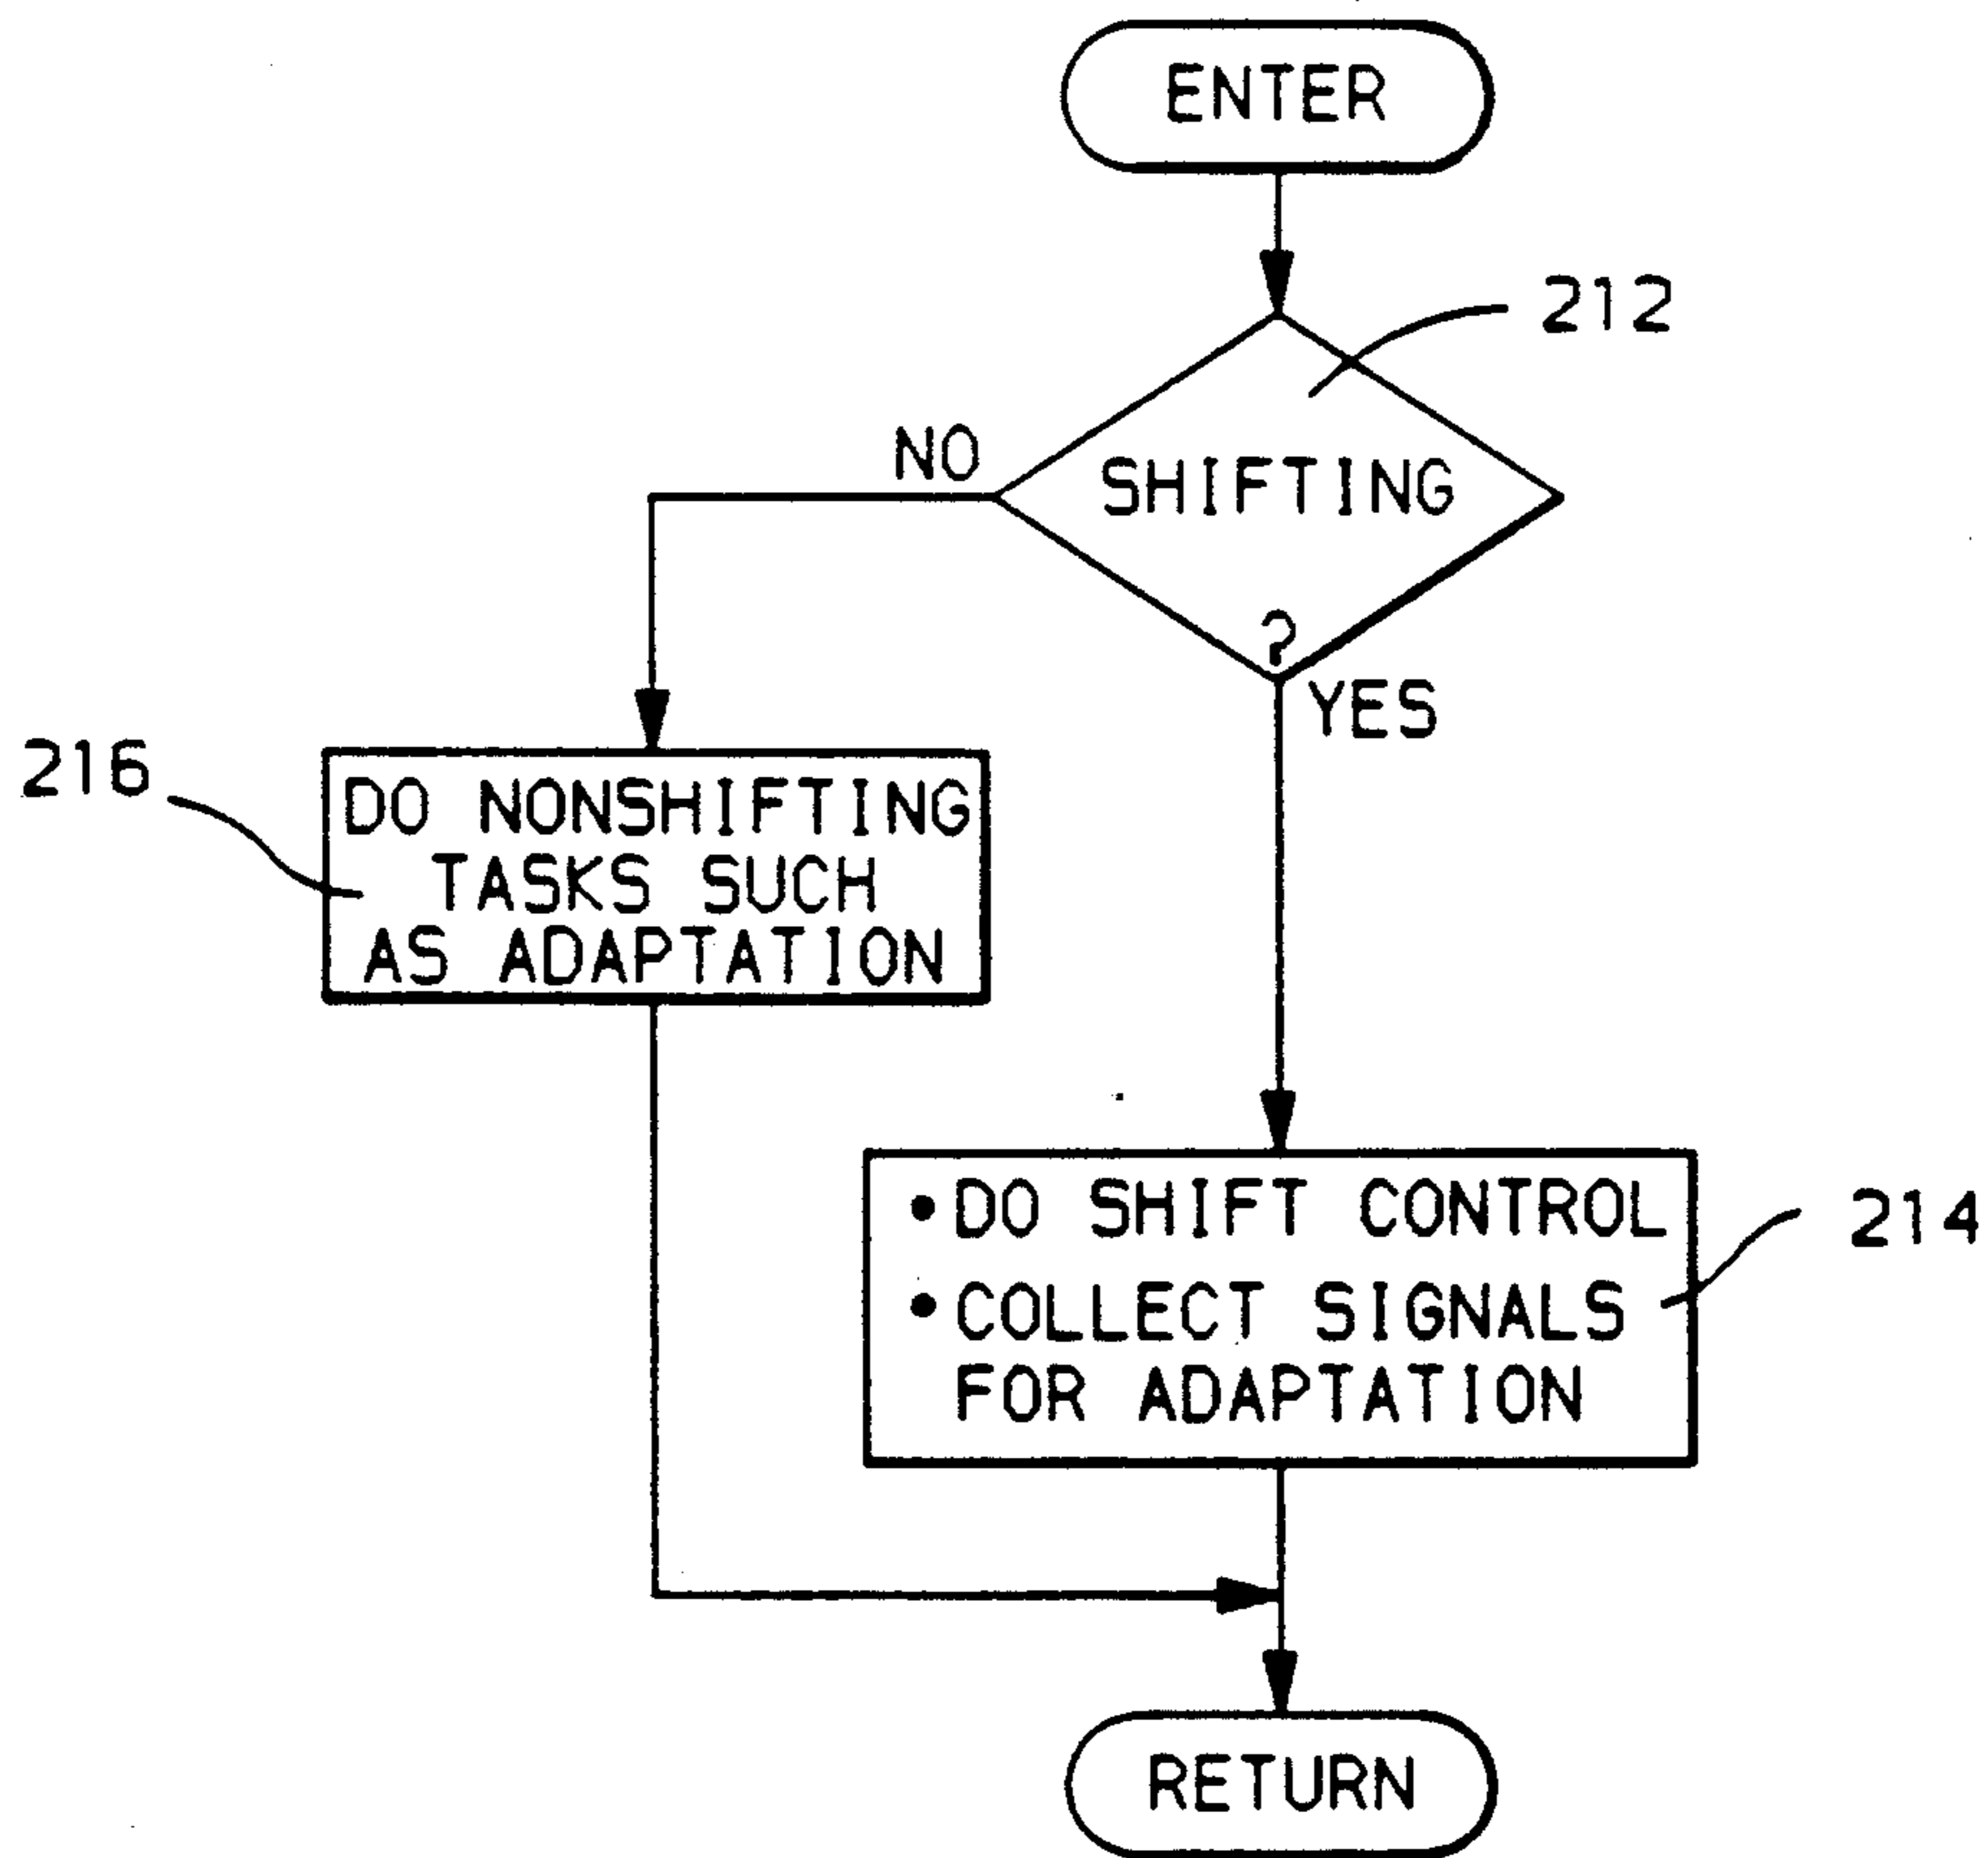 ENTER
212
NO
SHIFTING
?
YES
216
DO NONSHIFTING
TASKS SUCH
AS ADAPTATION
• DO SHIFT CONTROL
214
• COLLECT SIGNALS
FOR ADAPTATION
RETURN